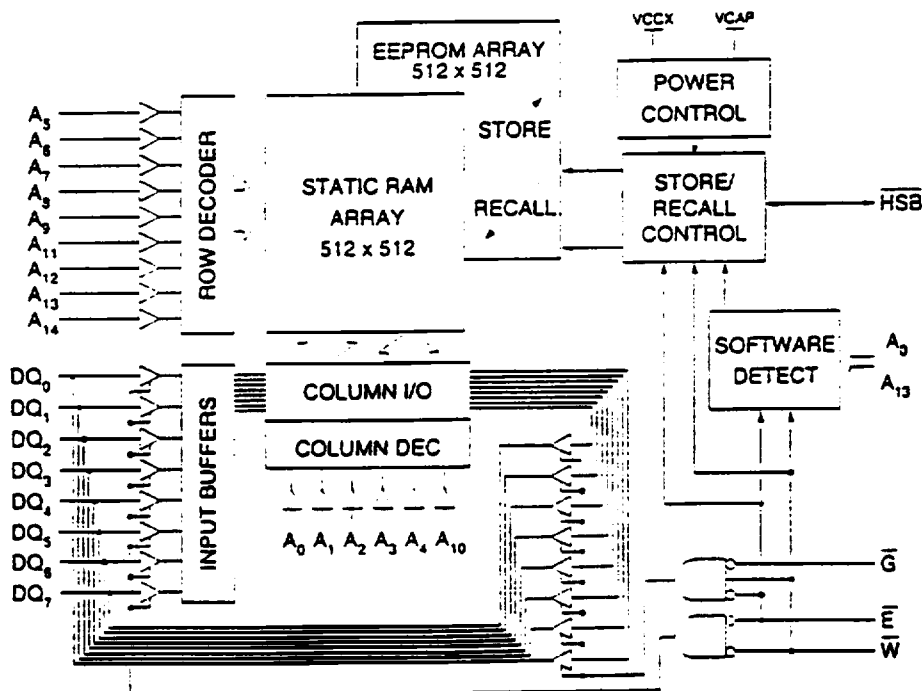 VCCX VCAP
EEPROM ARRAY
512 x 512
POWER
CONTROL
STORE
RECALL
STORE/
RECALL
CONTROL
HSB
A5
A6
A7
A8
A9
A11
A12
A13
A14
ROW DECODER
STATIC RAM
ARRAY
512 x 512
SOFTWARE
DETECT
A0
A13
DQ0
DQ1
DQ2
DQ3
DQ4
DQ5
DQ6
DQ7
INPUT BUFFERS
COLUMN I/O
COLUMN DEC
A0 A1 A2 A3 A4 A10
G
E
W